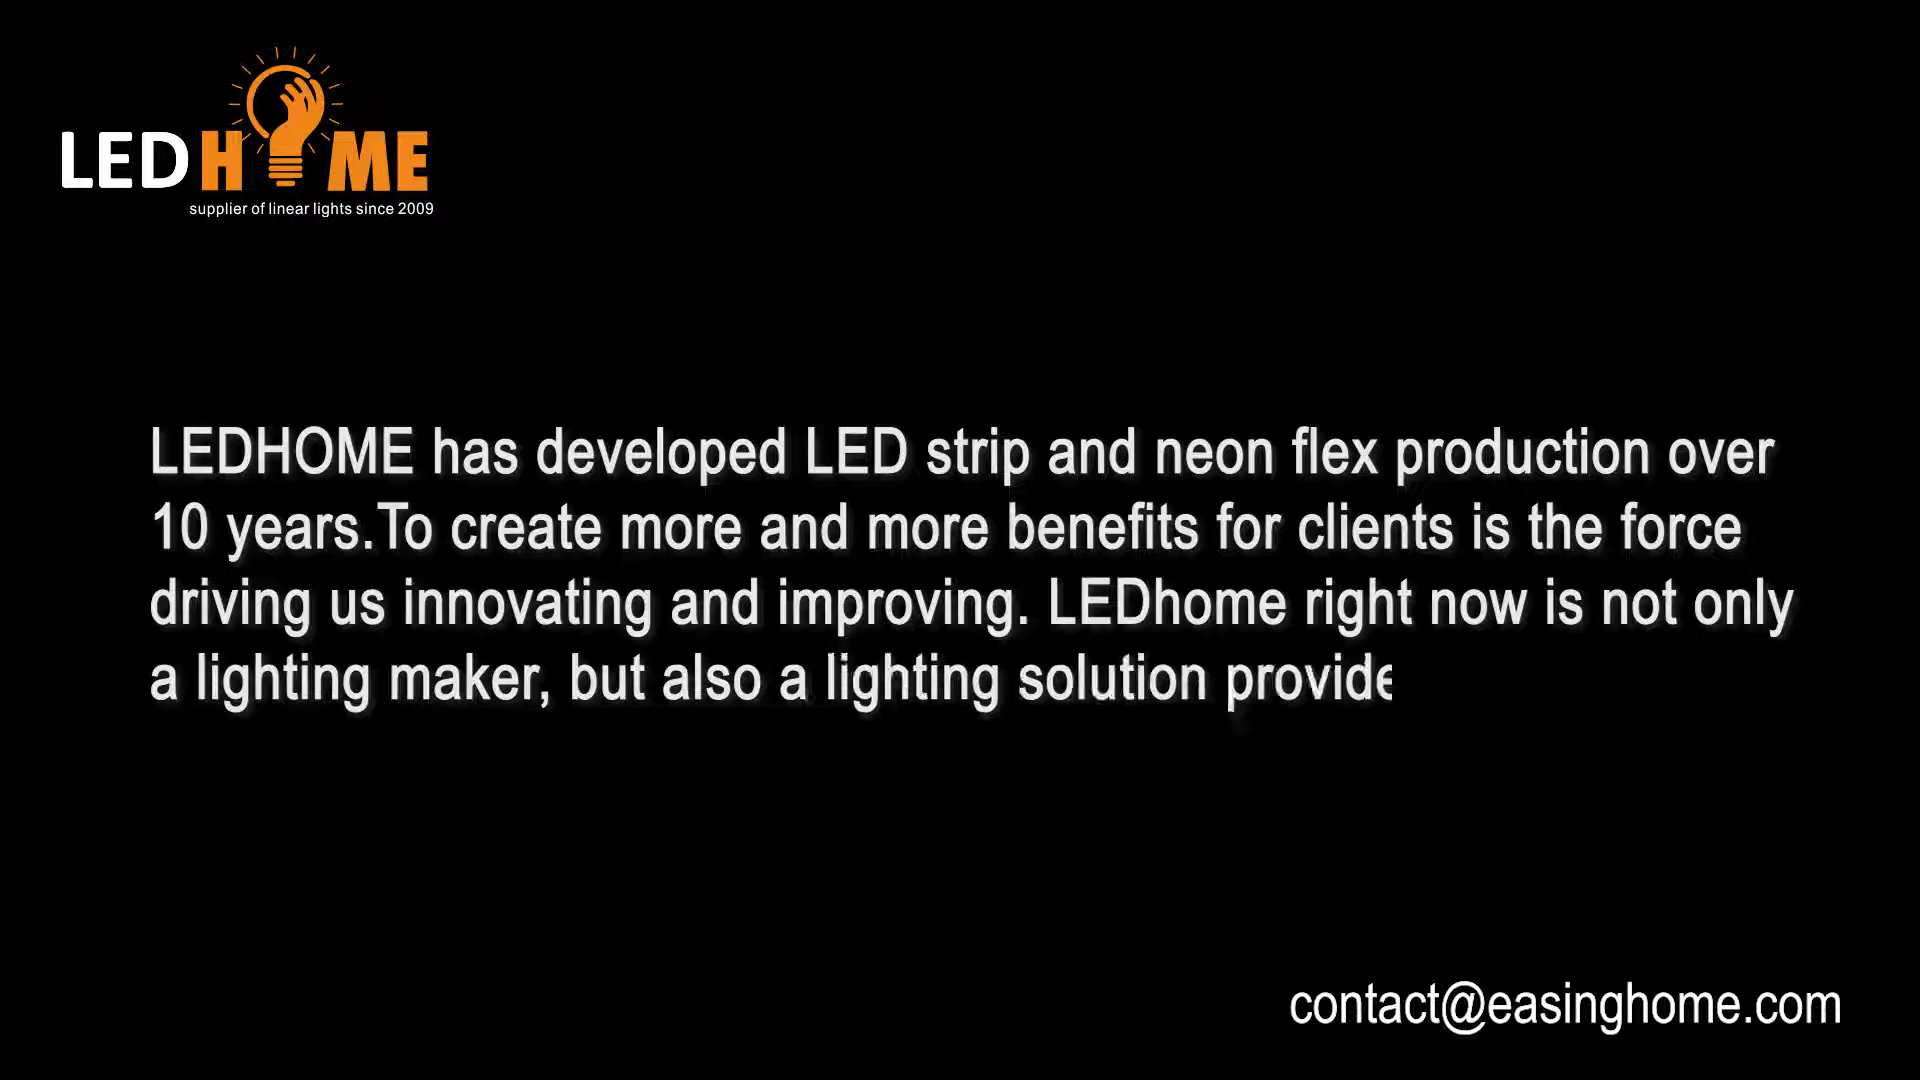 LEDHOME
supplier of linear lights since 2009
LEDHOME has developed LED strip and neon flex production over
10 years.To create more and more benefits for clients is the force
driving us innovating and improving. LEDhome right now is not only
a lighting maker, but also a lighting solution provide
contact@easinghome.com